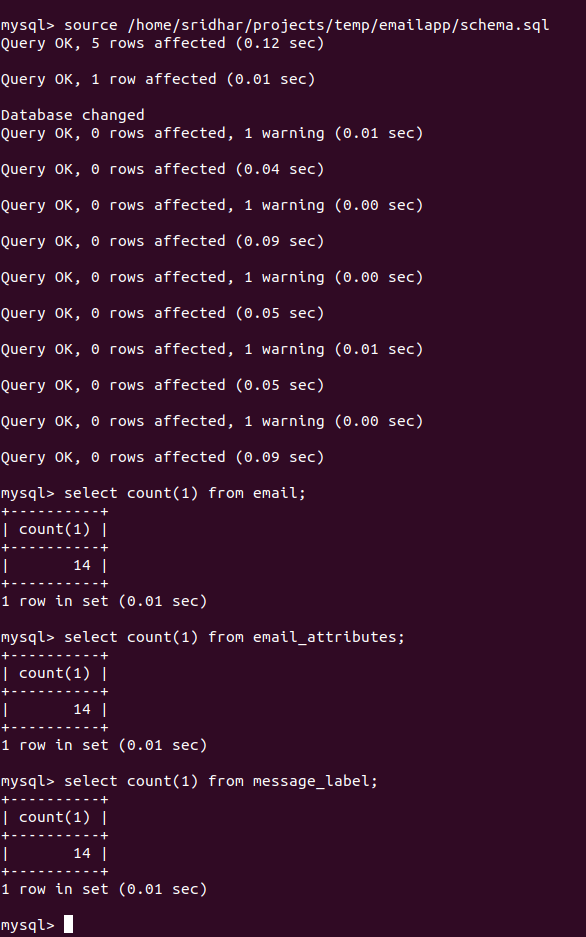 mysql> source /home/sridhar/projects/temp/emailapp/schema.sql
Query OK, 5 rows affected (0.12 sec)
Query OK, 1 row affected (0.01 sec)
Database changed
Query OK, 0 rows affected, 1 warning (0.01 sec)
Query OK, 0 rows affected (0.04 sec)
Query OK, 0 rows affected, 1 warning (0.00 sec)
Query OK, 0 rows affected (0.09 sec)
Query OK, 0 rows affected, 1 warning (0.00 sec)
Query OK, 0 rows affected (0.05 sec)
Query OK, 0 rows affected, 1 warning (0.01 sec)
Query OK, 0 rows affected (0.05 sec)
Query OK, 0 rows affected, 1 warning (0.00 sec)
Query OK, 0 rows affected (0.09 sec)
mysql> select count(1) from email;
+----------+
| count(1) |
+----------+
|       14 |
+----------+
1 row in set (0.01 sec)
mysql> select count(1) from email_attributes;
+----------+
| count(1) |
+----------+
|       14 |
+----------+
1 row in set (0.01 sec)
mysql> select count(1) from message_label;
+----------+
| count(1) |
+----------+
|       14 |
+----------+
1 row in set (0.01 sec)
mysql>